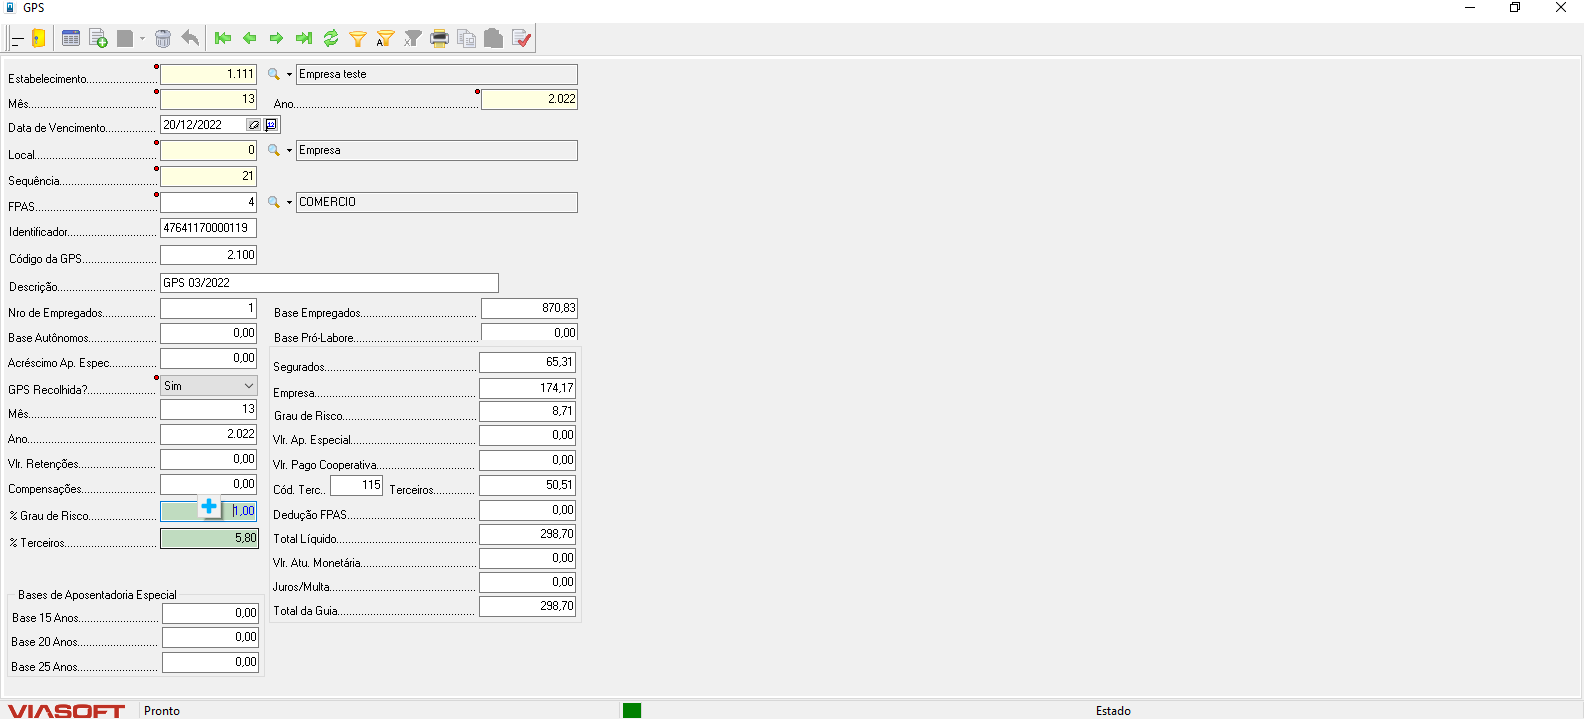 GPS
Estabelecimento 1.111 Empresa teste
Mês 13 Ano 2.022
Data de Vencimento 20/12/2022
Local 0 Empresa
Sequência 21
FPAS 4 COMERCIO
Identificador 47641170000119
Código da GPS 2.100
Descrição GPS 03/2022
Nro de Empregados 1 Base Empregados 870,83
Base Autônomos 0,00 Base Pró-Labore 0,00
Acréscimo Ap. Espec. 0,00 Segurados 65,31
GPS Recolhida? Sim Empresa 174,17
Mês 13 Grau de Risco 8,71
Ano 2.022 Vlr. Ap. Especial 0,00
Vlr. Retenções 0,00 Vlr. Pago Cooperativa 0,00
Compensações 0,00 Cód. Terc. 115 Terceiros 50,51
% Grau de Risco 1,00 Dedução FPAS 0,00
% Terceiros 5,80 Total Líquido 298,70
Vlr. Atu. Monetária 0,00
Juros/Multa 0,00
Total da Guia 298,70
Bases de Aposentadoria Especial
Base 15 Anos 0,00
Base 20 Anos 0,00
Base 25 Anos 0,00
VIASOFT Pronto Estado